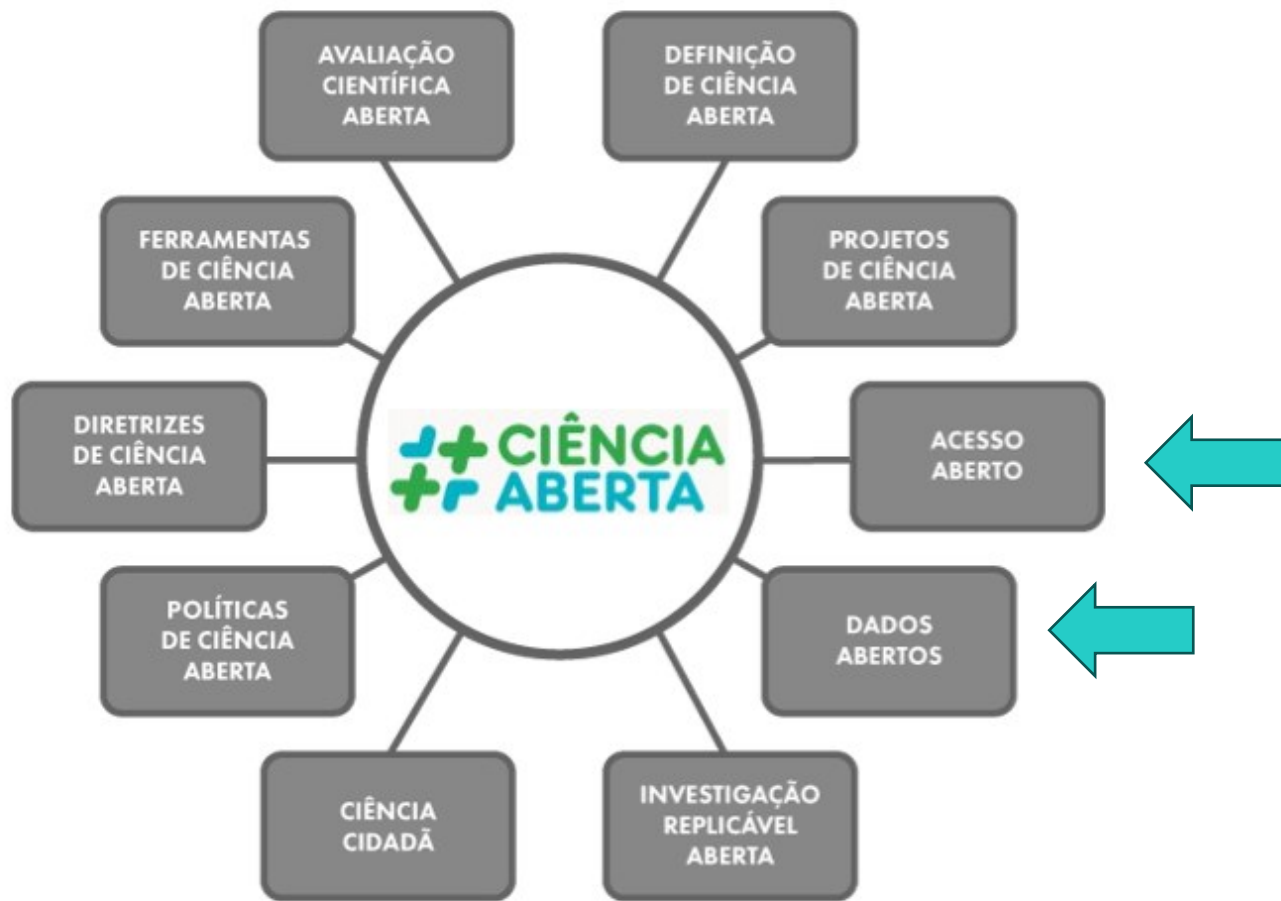 AVALIAÇÃO
CIENTÍFICA
ABERTA
DEFINIÇÃO
DE CIÊNCIA
ABERTA
FERRAMENTAS
DE CIÊNCIA
ABERTA
PROJETOS
DE CIÊNCIA
ABERTA
DIRETRIZES
DE CIÊNCIA
ABERTA
CIÊNCIA
ABERTA
ACESSO
ABERTO
POLÍTICAS
DE CIÊNCIA
ABERTA
DADOS
ABERTOS
CIÊNCIA
CIDADÃ
INVESTIGAÇÃO
REPLICÁVEL
ABERTA